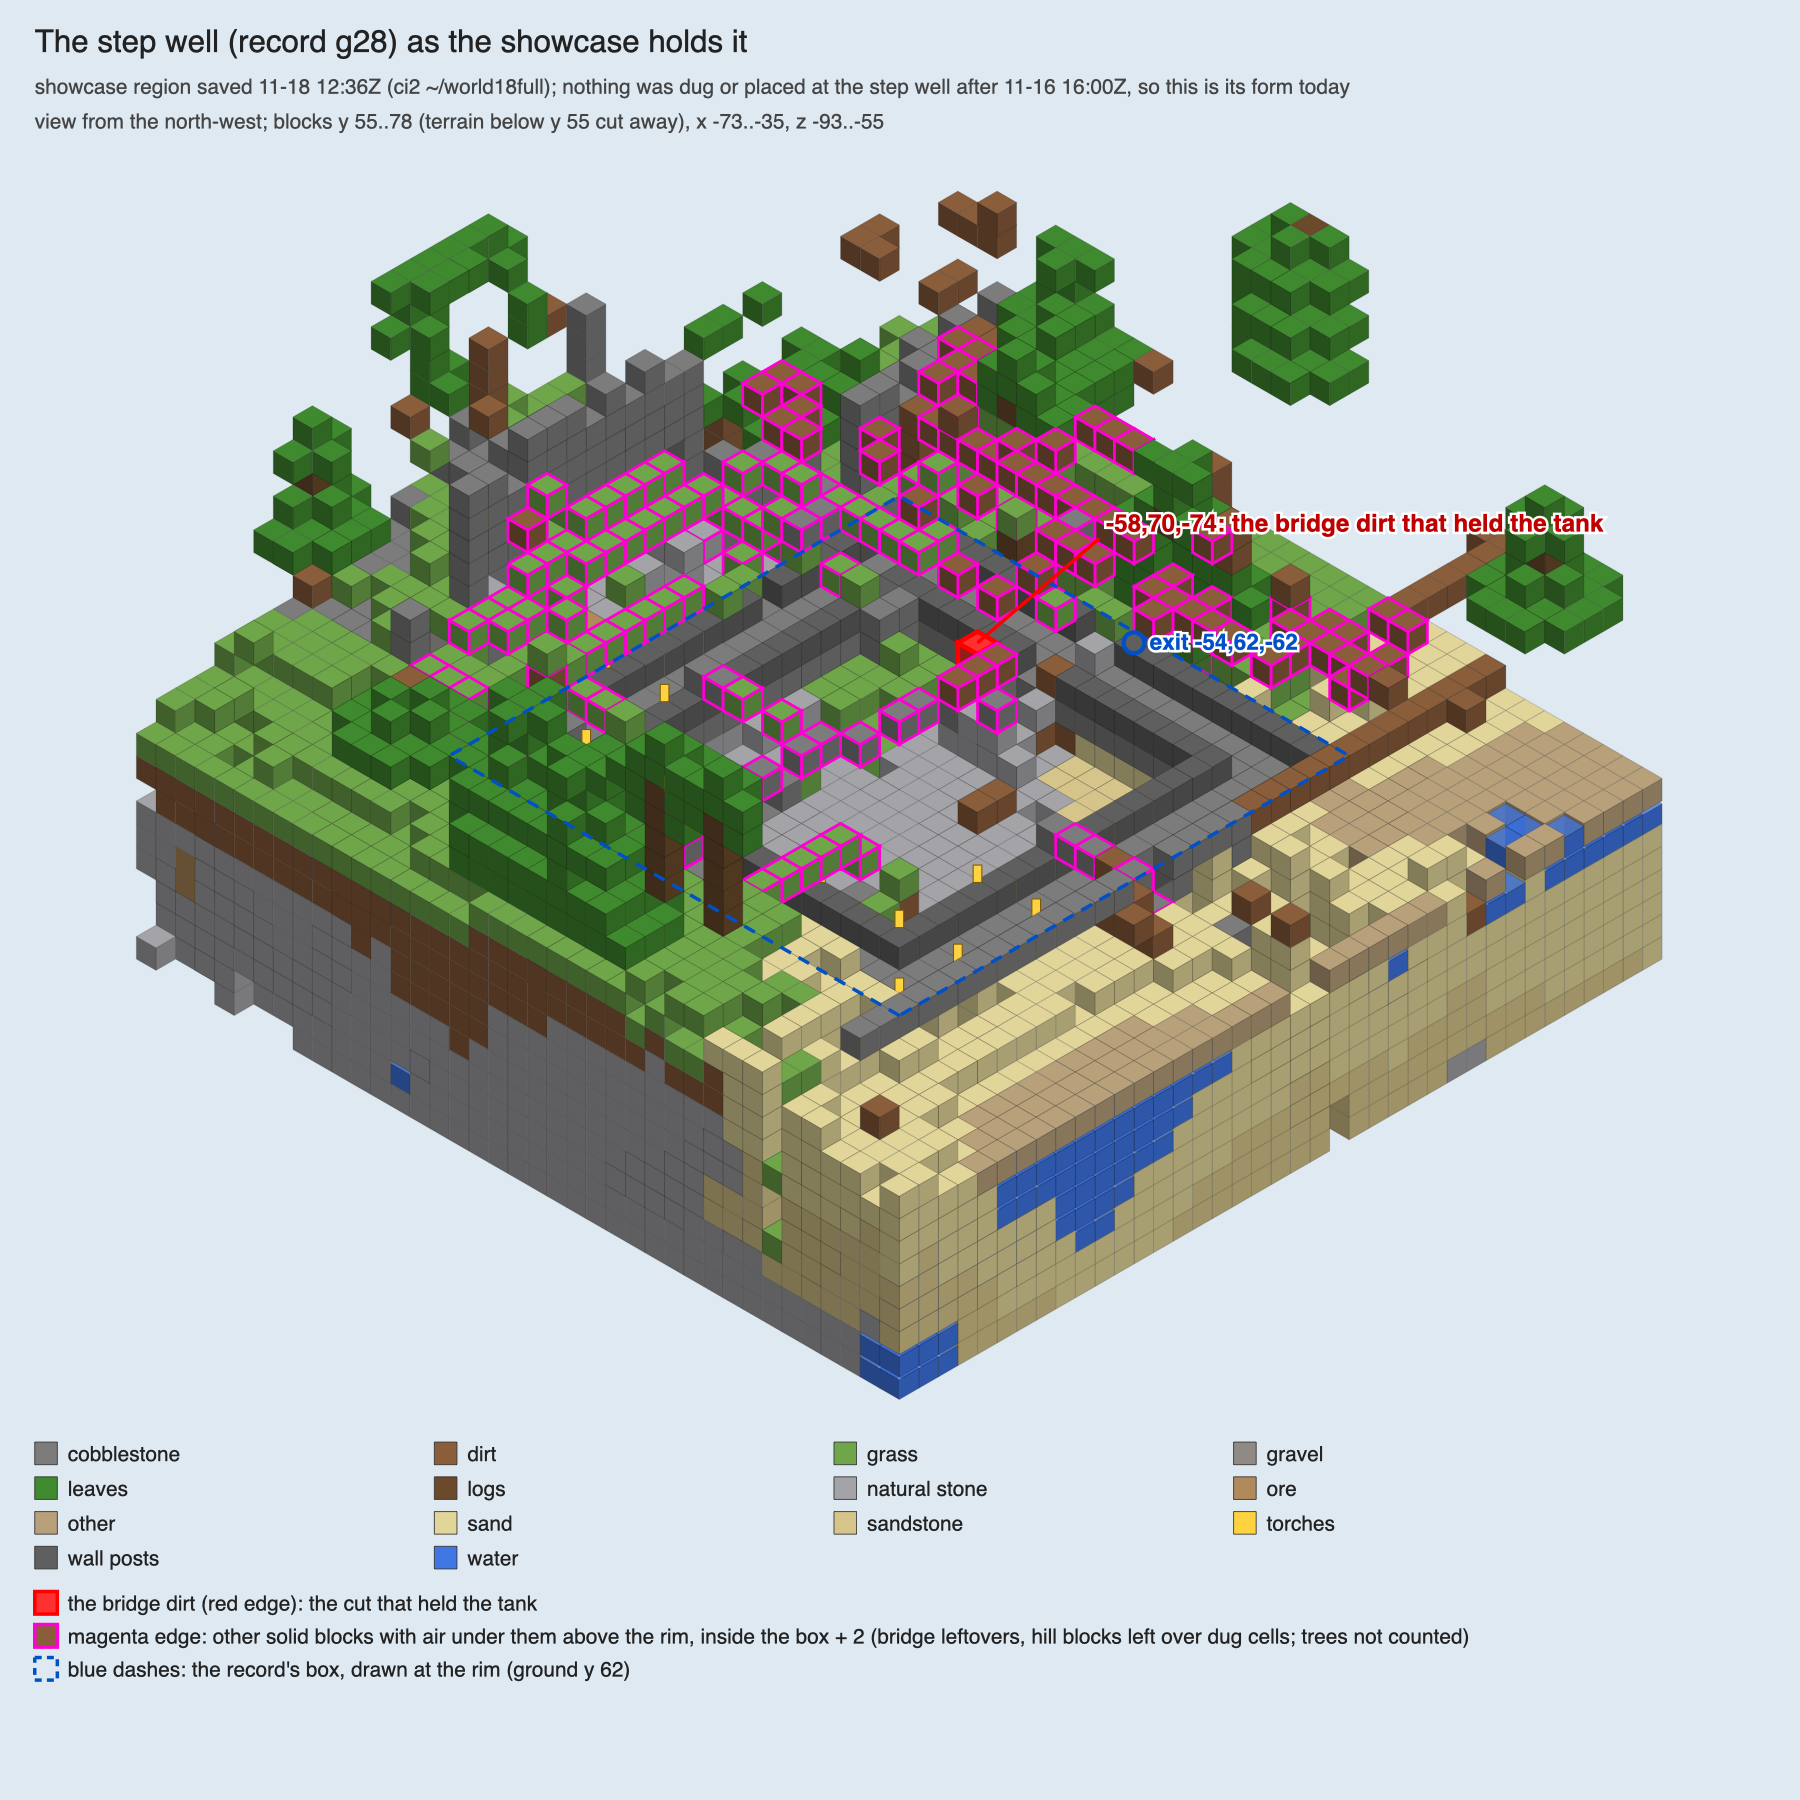 The step well (record g28) as the showcase holds it
showcase region saved 11-18 12:36Z (ci2 ~/world18full); nothing was dug or placed at the step well after 11-16 16:00Z, so this is its form today
view from the north-west; blocks y 55..78 (terrain below y 55 cut away), x -73..-35, z -93..-55
-58,70,-74: the bridge dirt that held the tank
exit -54,62,-62
cobblestone
dirt
grass
gravel
leaves
logs
natural stone
ore
other
sand
sandstone
torches
wall posts
water
the bridge dirt (red edge): the cut that held the tank
magenta edge: other solid blocks with air under them above the rim, inside the box + 2 (bridge leftovers, hill blocks left over dug cells; trees not counted)
blue dashes: the record's box, drawn at the rim (ground y 62)